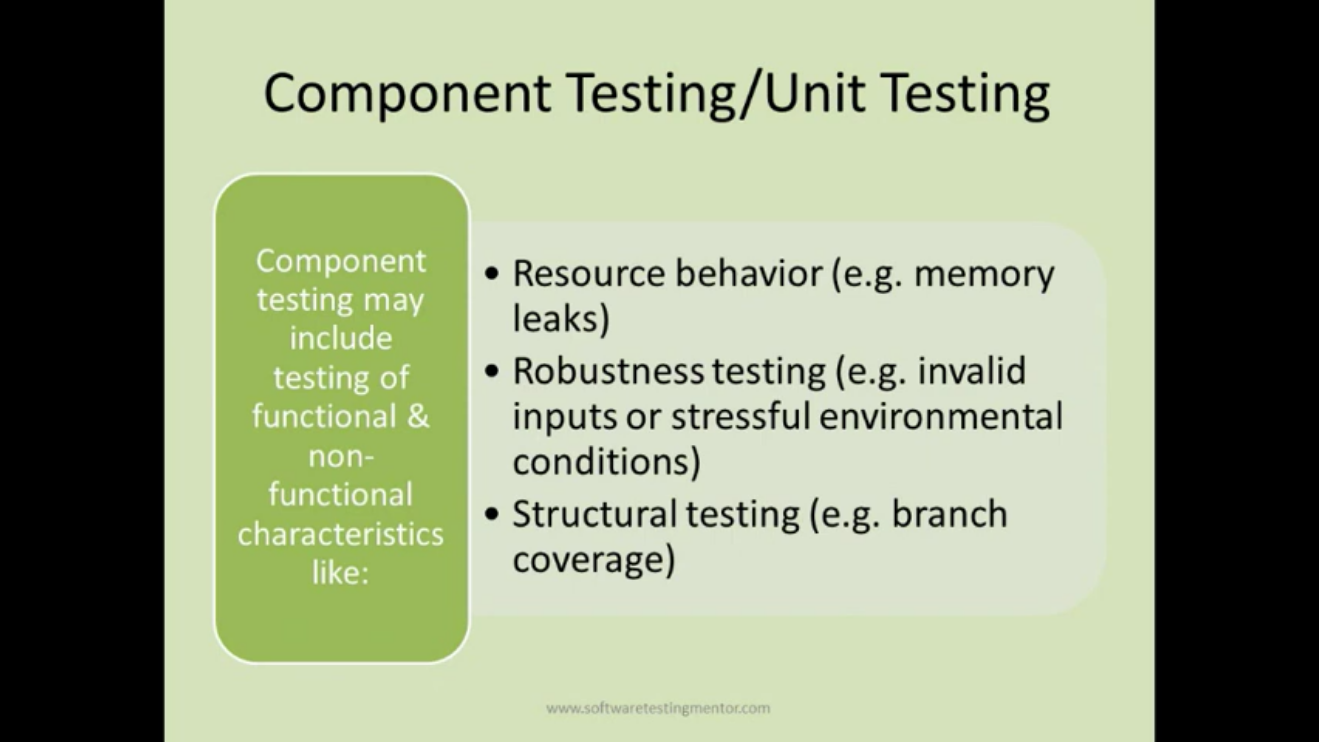 Component Testing/Unit Testing
Component
testing may
include
testing of
functional &
non-
functional
characteristics
like:
• Resource behavior (e.g. memory
leaks)
• Robustness testing (e.g. invalid
inputs or stressful environmental
conditions)
• Structural testing (e.g. branch
coverage)
www.softwaretestingmentor.com